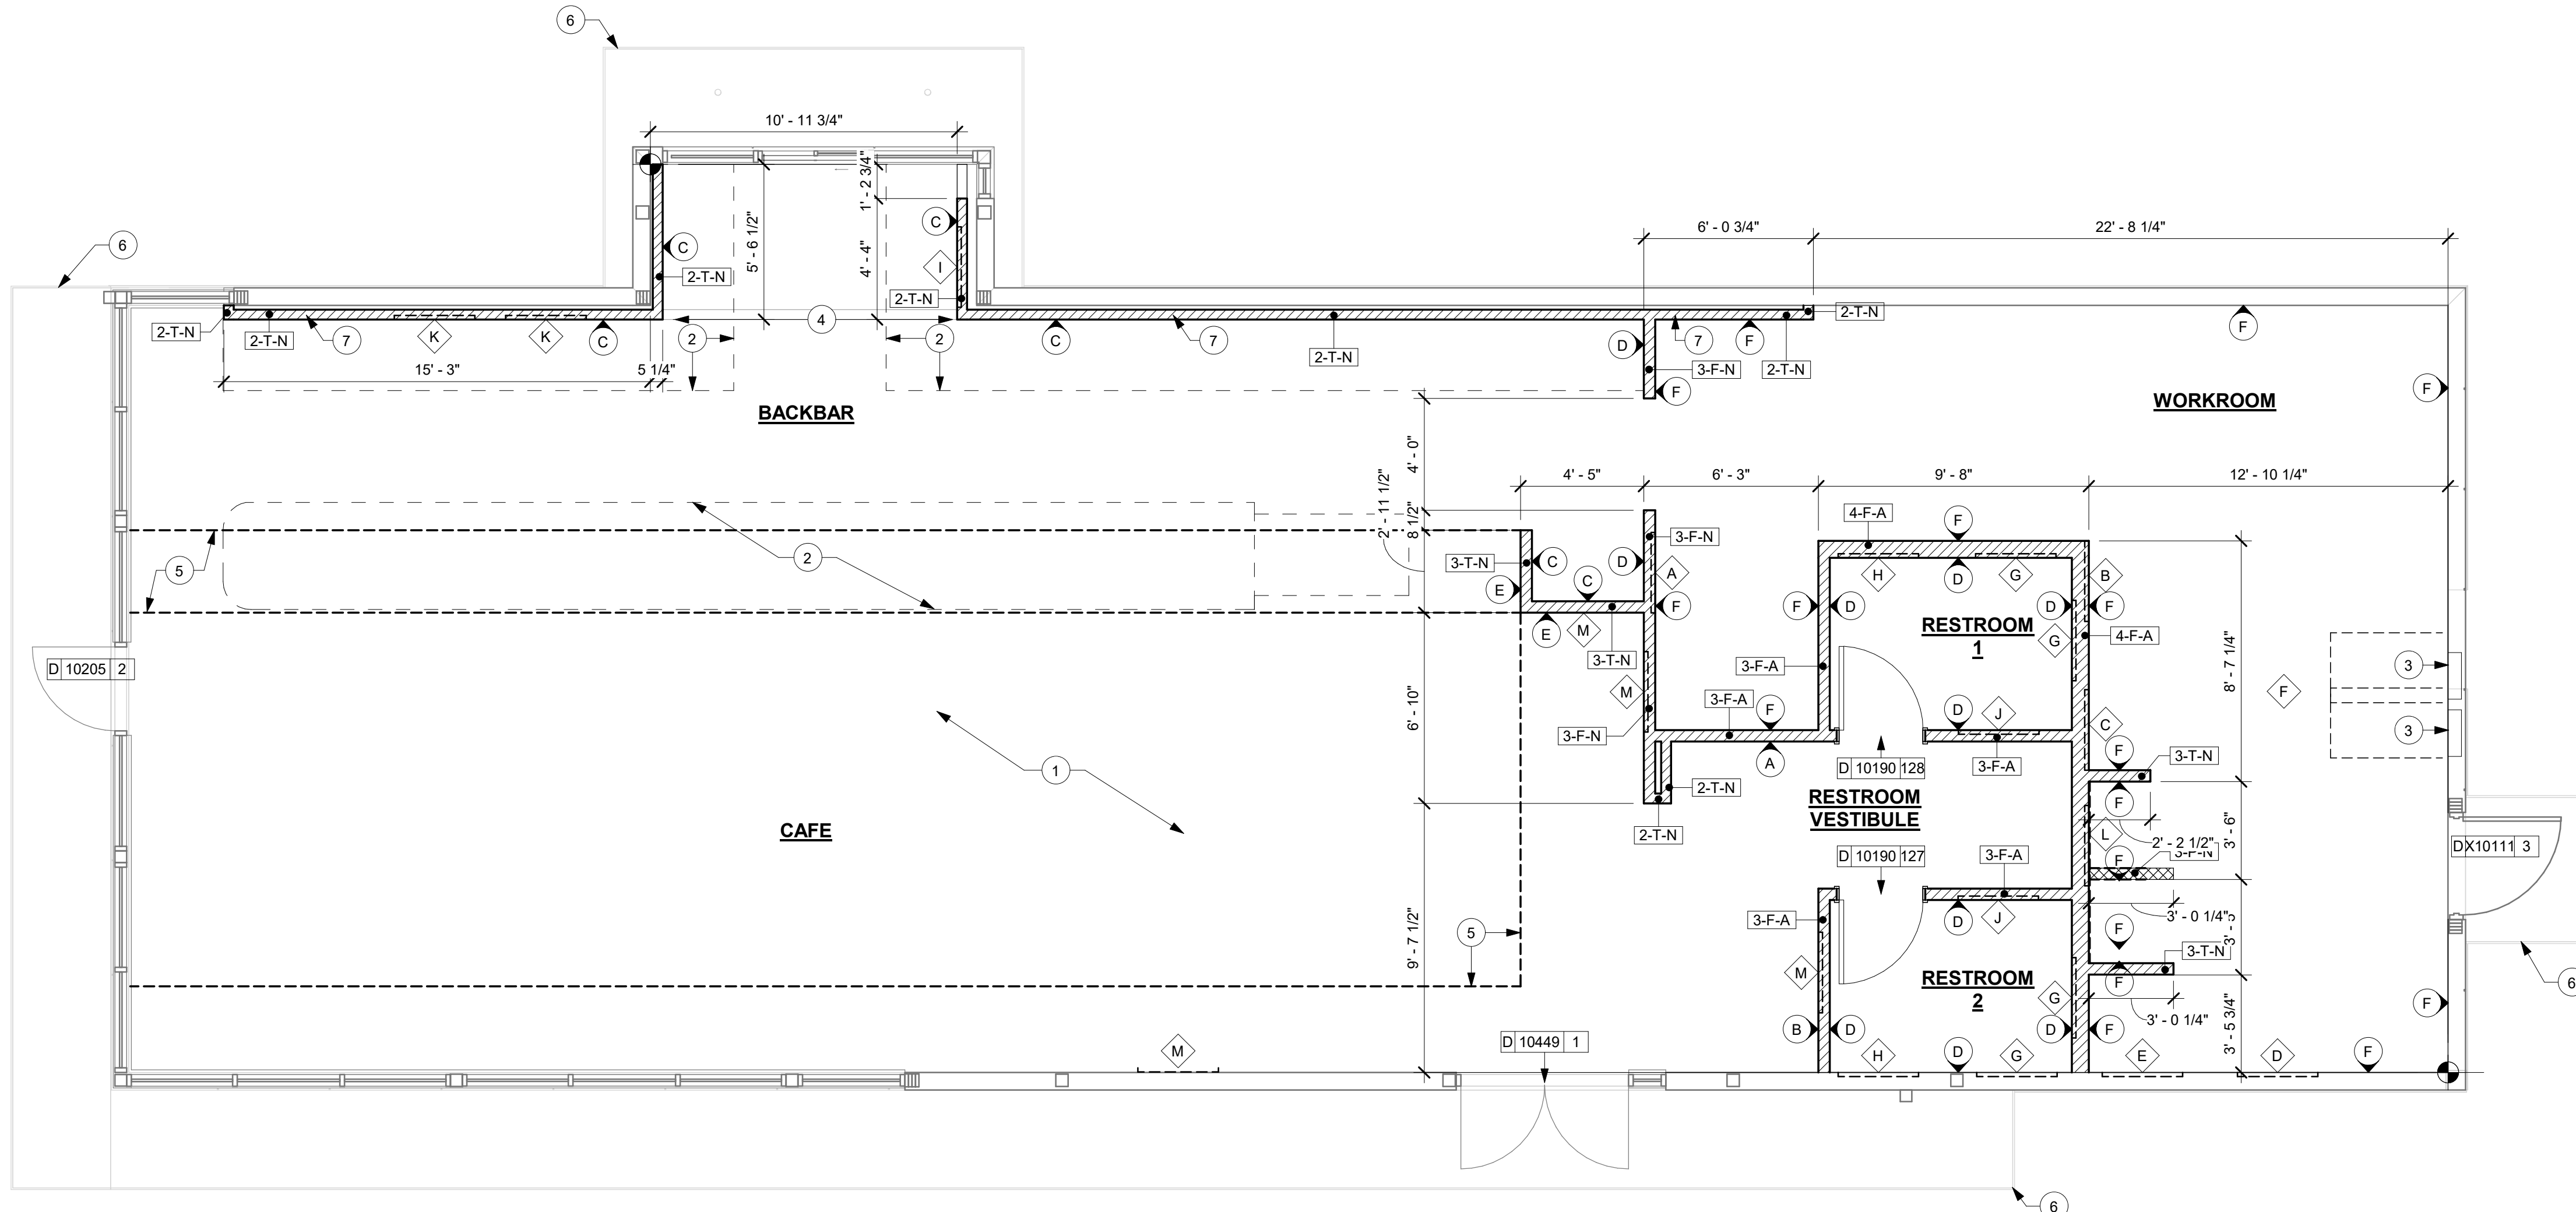 6
10' - 11 3/4"
1' - 2 3/4"
5' - 6 1/2"
4' - 4"
C
C
I
2-T-N
2-T-N
6' - 0 3/4"
22' - 8 1/4"
6
2-T-N
2-T-N
7
K
K
C
2
4
2
C
7
2-T-N
D
7
F
2-T-N
F
3-F-N
2-T-N
F
F
15' - 3"
5 1/4"
BACKBAR
WORKROOM
4' - 0"
2' - 11 1/2"
8 1/2"
4' - 5"
6' - 3"
9' - 8"
12' - 10 1/4"
4-F-A
F
3-F-N
5
2
3-T-N
C
D
A
E
C
F
H
D
G
B
F
D
D
F
E
M
RESTROOM
1
G
4-F-A
3-T-N
D 10205 2
3-F-A
8' - 7 1/4"
F
3
M
6' - 10"
3-F-A
F
D
J
C
3
3-F-N
1
A
D 10190 128
3-F-A
F
3-T-N
2-T-N
RESTROOM
VESTIBULE
F
CAFE
2-T-N
L
2' - 2 1/2"
3' - 6"
DX10111 3
D 10190 127
3-F-A
F
3-F-N
3-F-A
D
J
3' - 0 1/4"
5
F
3-T-N
9' - 7 1/2"
M
RESTROOM
2
G
F
6
F
B
D
D
F
3' - 0 1/4"
3' - 5 3/4"
D 10449 1
M
H
D
G
E
D
F
6